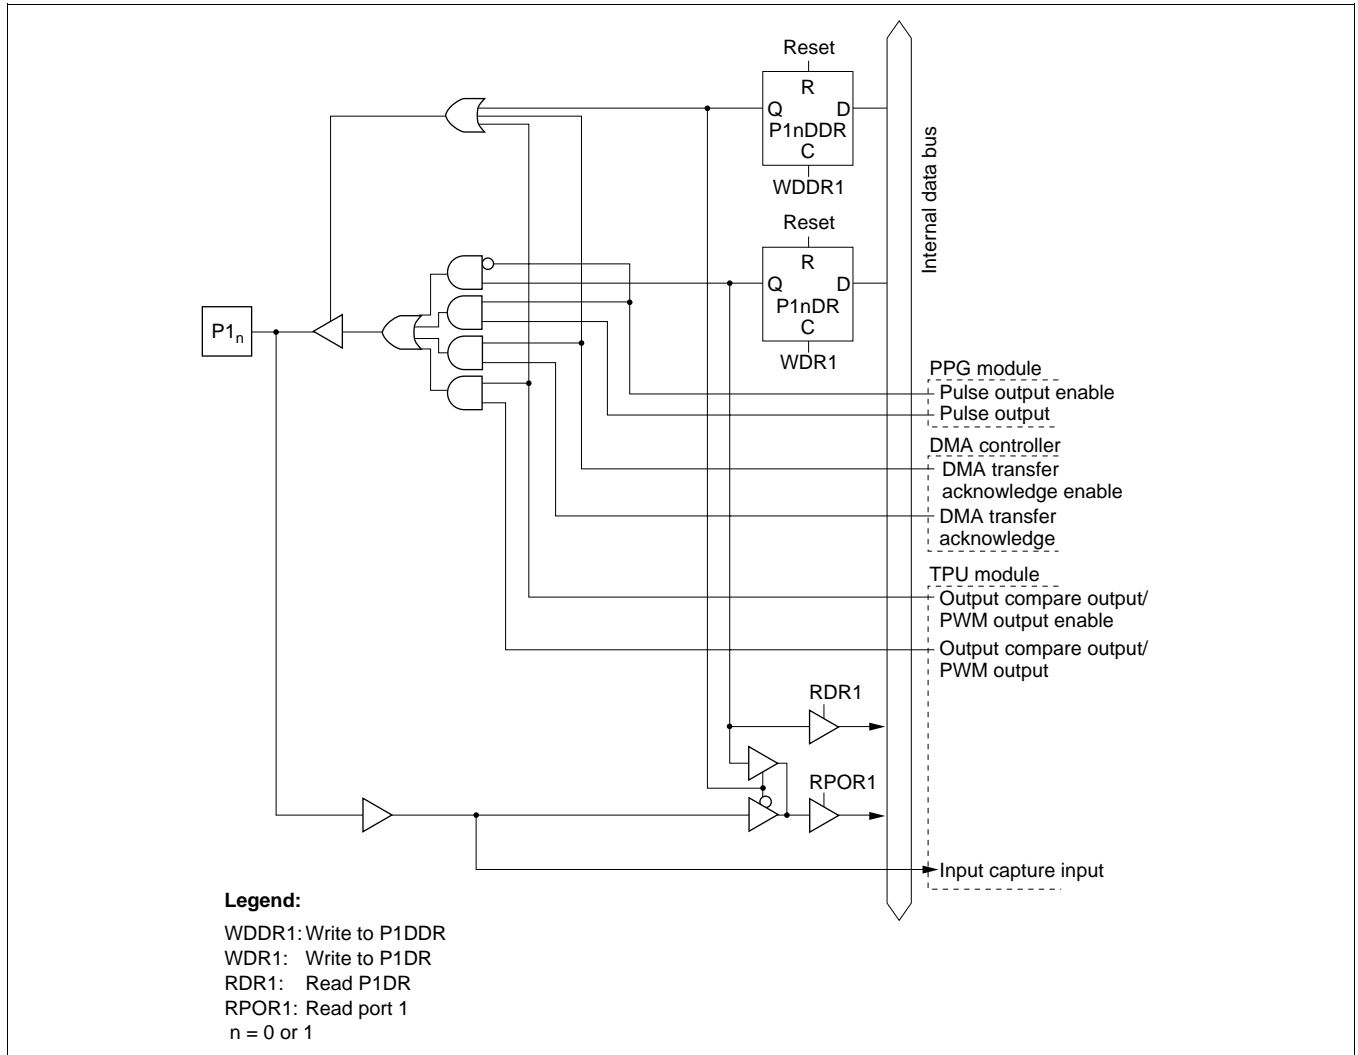 Reset
R
Q D
P1nDDR
C
WDDR1
Reset
R
Q D
P1nDR
C
WDR1
Internal data bus
P1n
PPG module
Pulse output enable
Pulse output
DMA controller
DMA transfer
acknowledge enable
DMA transfer
acknowledge
TPU module
Output compare output/
PWM output enable
Output compare output/
PWM output
RDR1
RPOR1
Input capture input
Legend:
WDDR1: Write to P1DDR
WDR1: Write to P1DR
RDR1: Read P1DR
RPOR1: Read port 1
n = 0 or 1